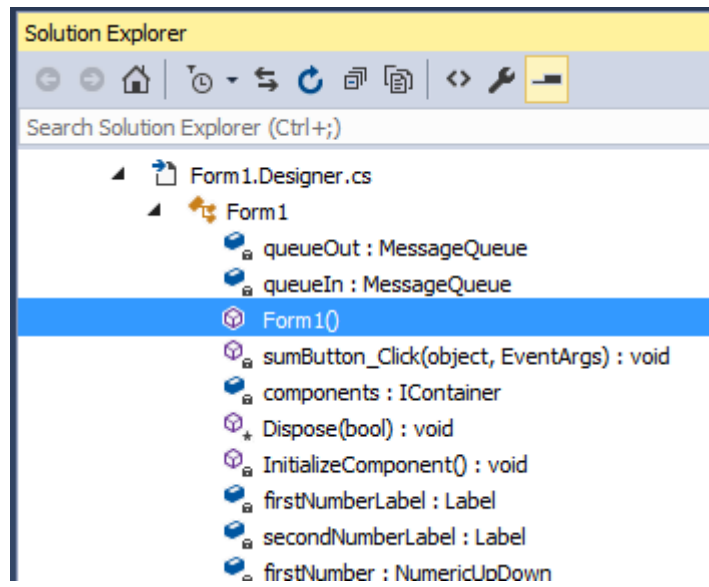 Solution Explorer
Search Solution Explorer (Ctrl+;)
Form1.Designer.cs
Form1
queueOut : MessageQueue
queueIn : MessageQueue
Form1()
sumButton_Click(object, EventArgs) : void
components : IContainer
Dispose(bool) : void
InitializeComponent() : void
firstNumberLabel : Label
secondNumberLabel : Label
firstNumber : NumericUpDown